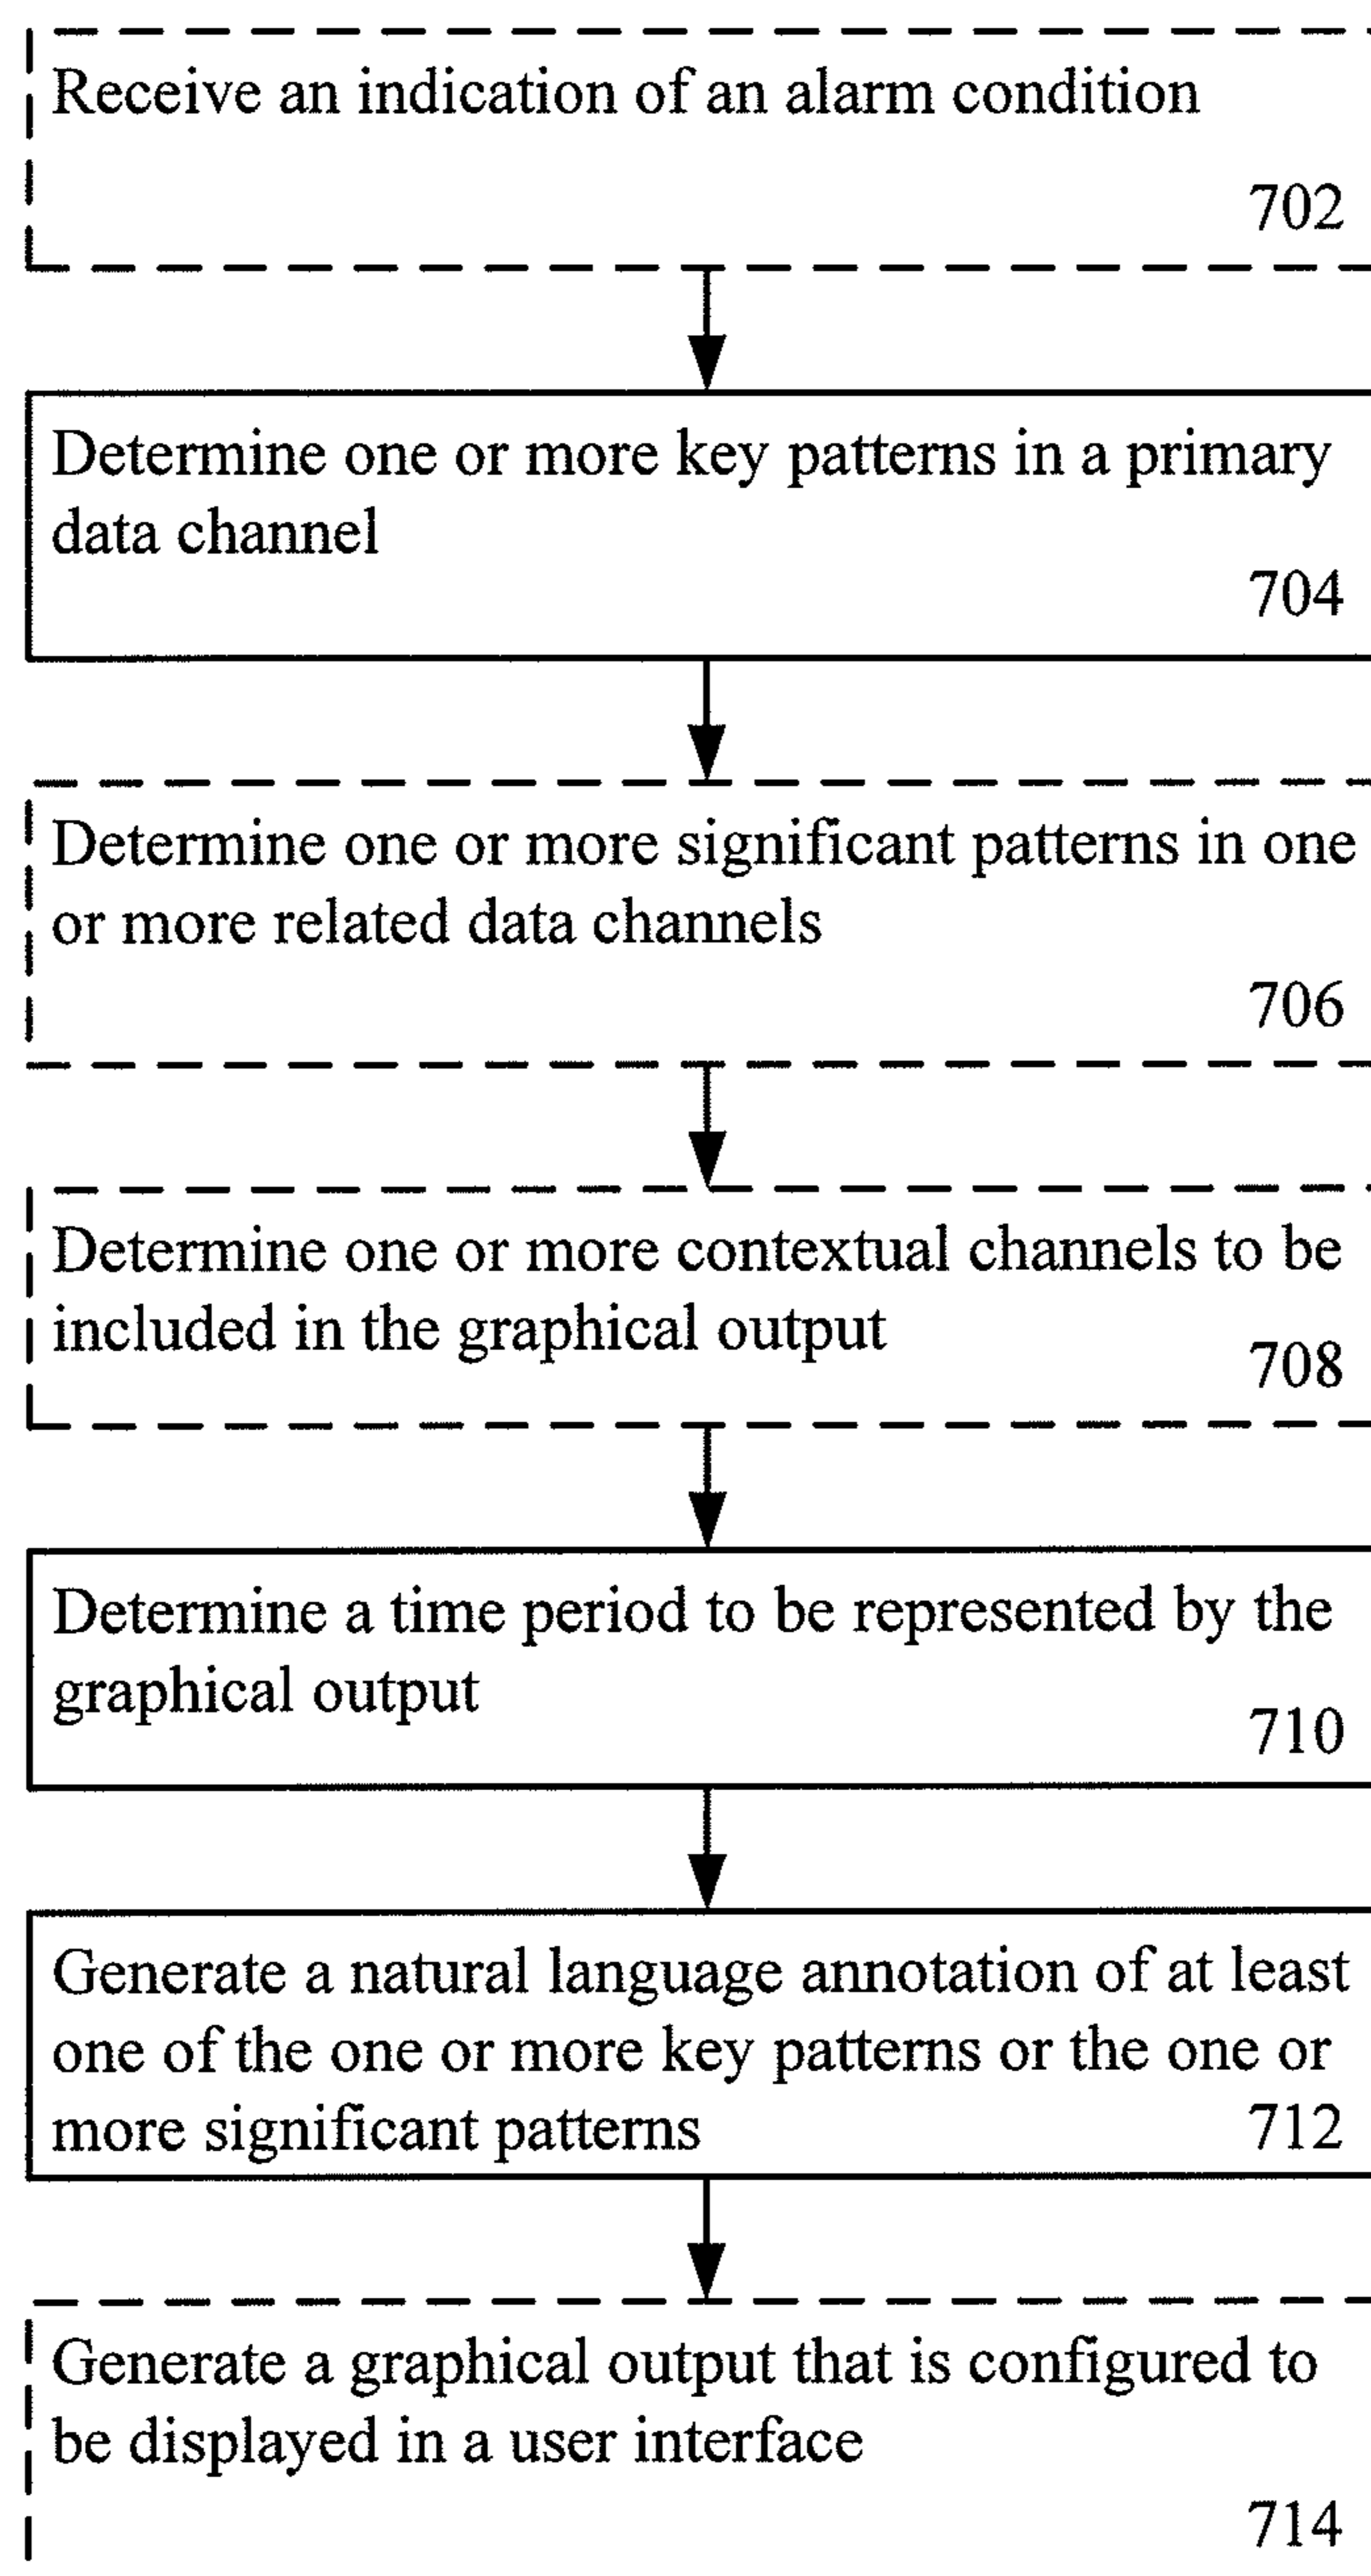 Receive an indication of an alarm condition
702
Determine one or more key patterns in a primary
data channel
704
Determine one or more significant patterns in one
or more related data channels
706
Determine one or more contextual channels to be
included in the graphical output
708
Determine a time period to be represented by the
graphical output
710
Generate a natural language annotation of at least
one of the one or more key patterns or the one or
more significant patterns 712
Generate a graphical output that is configured to
be displayed in a user interface
714